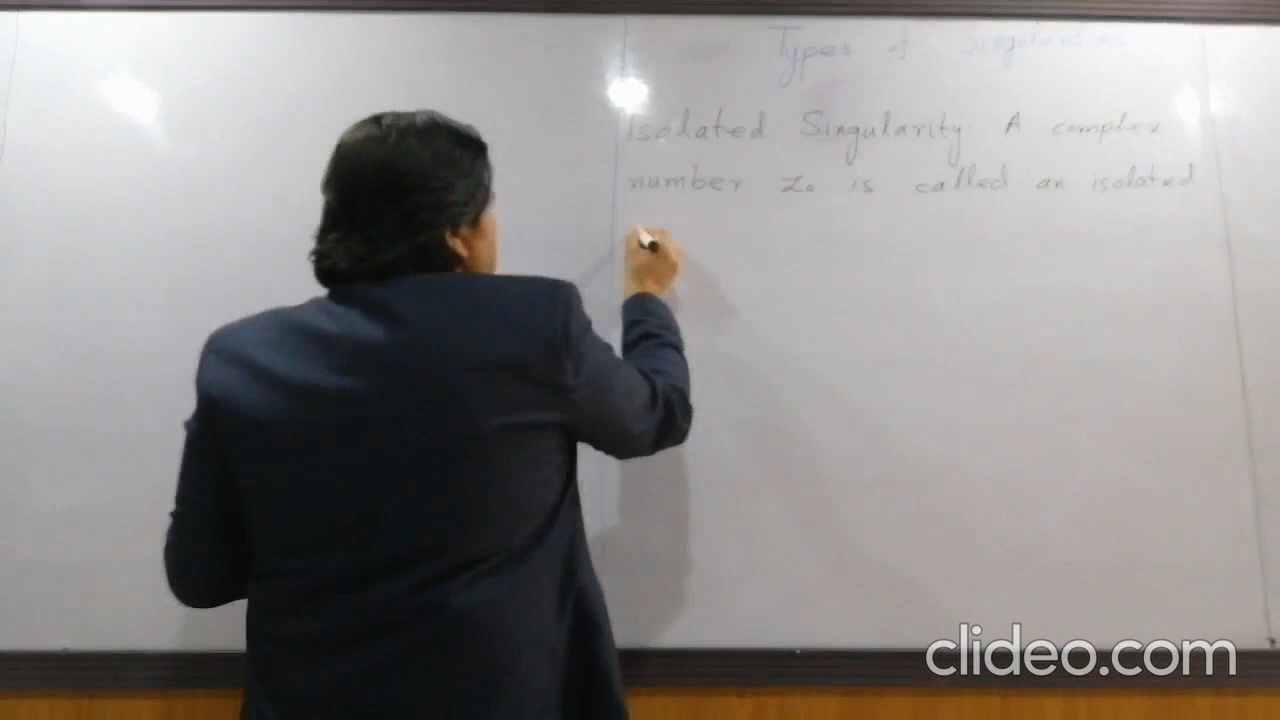 Types of Singularities
Isolated Singularity A complex
number z₀ is called an isolated
clideo.com